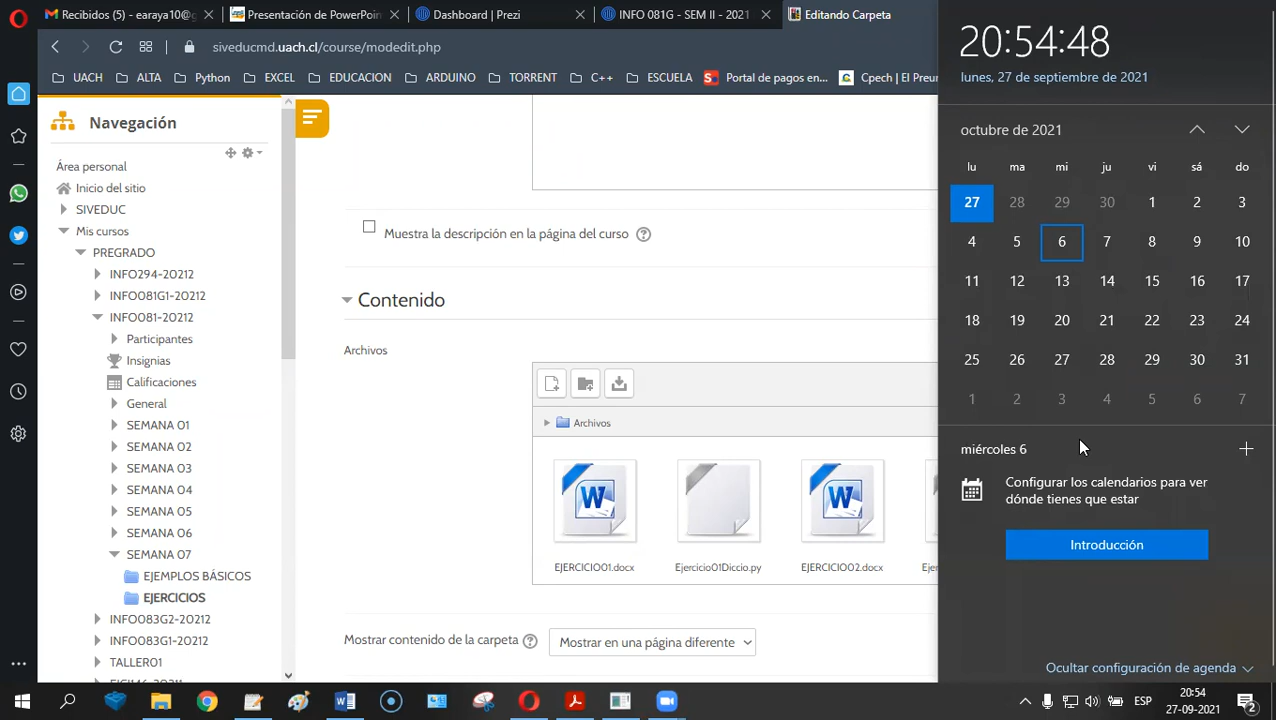 Recibidos (5) - earaya10@g
Presentación de PowerPoin
Dashboard | Prezi
INFO 081G - SEM II - 2021
Editando Carpeta
siveducmd.uach.cl/course/modedit.php
UACH
ALTA
Python
EXCEL
EDUCACION
ARDUINO
TORRENT
C++
ESCUELA
Portal de pagos en...
Cpech | El Preun
Navegación
Área personal
Inicio del sitio
SIVEDUC
Mis cursos
PREGRADO
INFO294-20212
INFO081G1-20212
INFO081-20212
Participantes
Insignias
Calificaciones
General
SEMANA 01
SEMANA 02
SEMANA 03
SEMANA 04
SEMANA 05
SEMANA 06
SEMANA 07
EJEMPLOS BÁSICOS
EJERCICIOS
INFO083G2-20212
INFO083G1-20212
TALLER01
Muestra la descripción en la página del curso
Contenido
Archivos
Archivos
EJERCICIO01.docx
Ejercicio01Diccio.py
EJERCICIO02.docx
Mostrar contenido de la carpeta
Mostrar en una página diferente
20:54:48
lunes, 27 de septiembre de 2021
octubre de 2021
lu ma mi ju vi sá do
27 28 29 30 1 2 3
4 5 6 7 8 9 10
11 12 13 14 15 16 17
18 19 20 21 22 23 24
25 26 27 28 29 30 31
1 2 3 4 5 6 7
miércoles 6
Configurar los calendarios para ver
dónde tienes que estar
Introducción
Ocultar configuración de agenda
ESP
20:54
27-09-2021
2